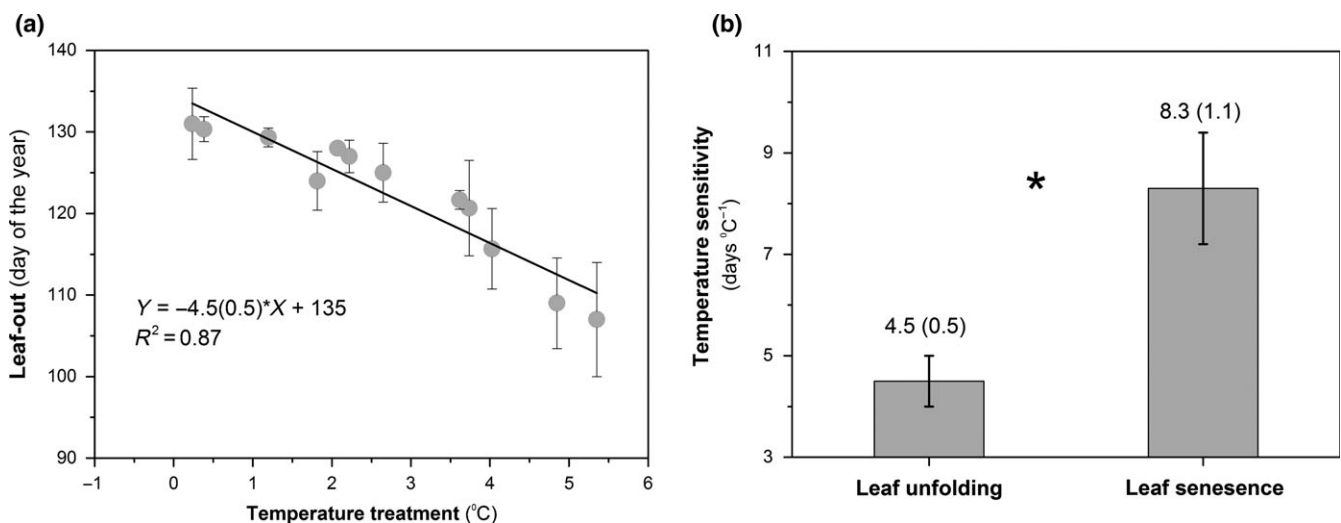 (a)
140
130
120
110
100
90
Leaf-out (day of the year)
Y = −4.5(0.5)*X + 135
R² = 0.87
−1 0 1 2 3 4 5 6
Temperature treatment (⁰C)
(b)
11
9
7
5
3
Temperature sensitivity
(days ⁰C⁻¹)
4.5 (0.5)
*
8.3 (1.1)
Leaf unfolding Leaf senesence